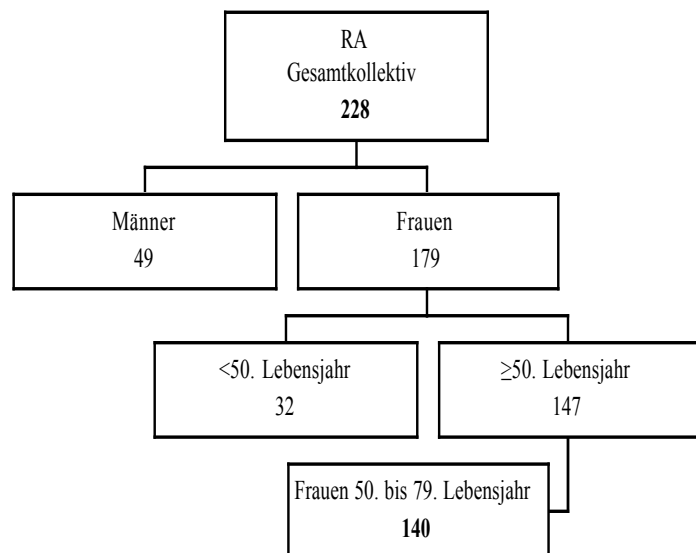 RA
Gesamtkollektiv
228
Männer
49
Frauen
179
<50. Lebensjahr
32
≥50. Lebensjahr
147
Frauen 50. bis 79. Lebensjahr
140